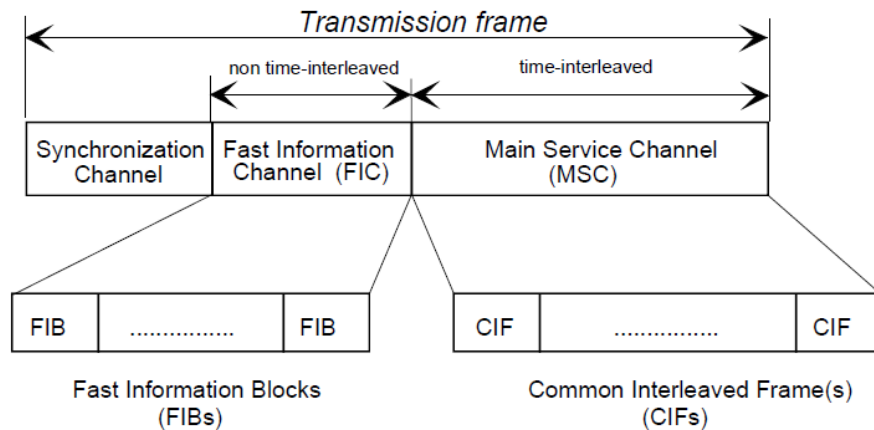 Transmission frame
non time-interleaved
time-interleaved
Synchronization
Channel
Fast Information
Channel (FIC)
Main Service Channel
(MSC)
FIB
................
FIB
CIF
................
CIF
Fast Information Blocks
(FIBs)
Common Interleaved Frame(s)
(CIFs)